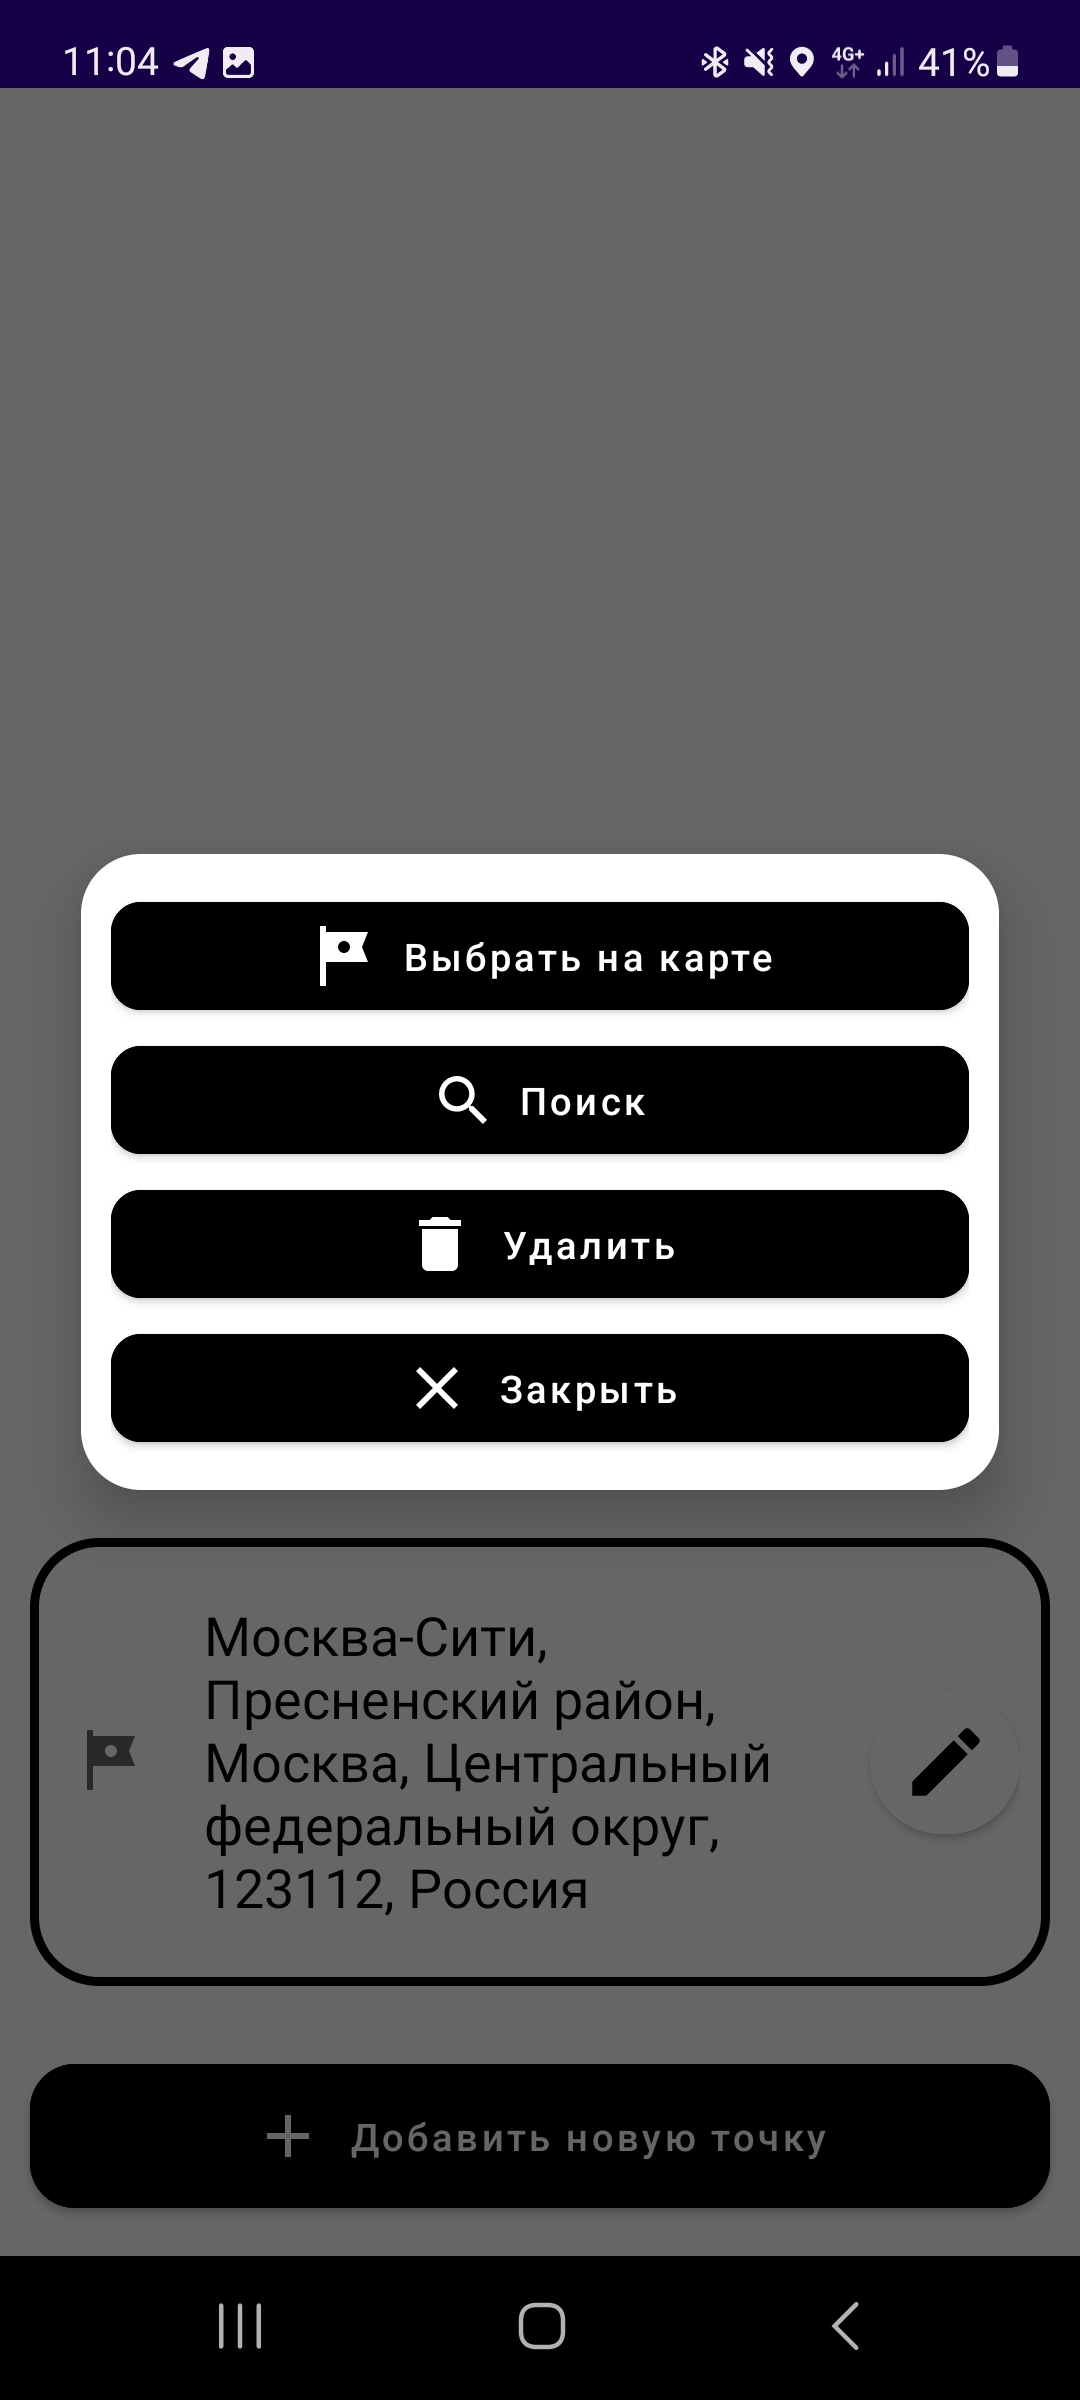 11:04 4G+ 41%
Выбрать на карте
Поиск
Удалить
Закрыть
Москва-Сити,
Пресненский район,
Москва, Центральный
федеральный округ,
123112, Россия
Добавить новую точку